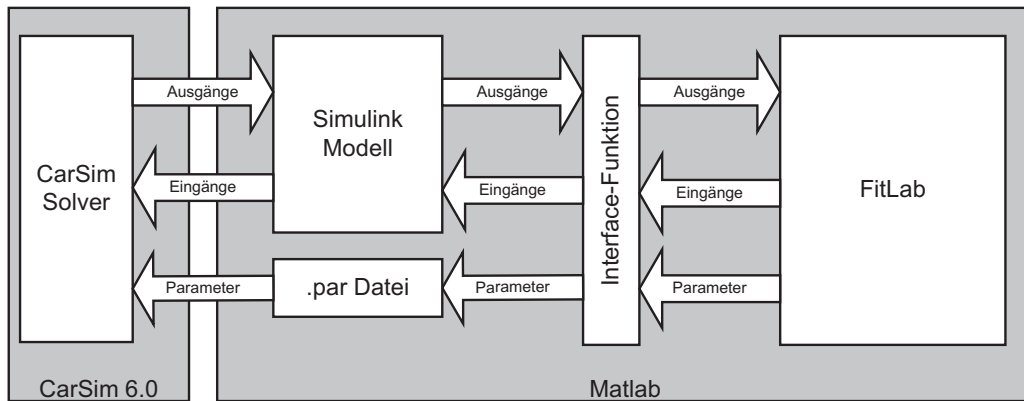 Ausgänge
Ausgänge
Ausgänge
Simulink
Modell
CarSim
Solver
Eingänge
Eingänge
Interface-Funktion
Eingänge
FitLab
Parameter
.par Datei
Parameter
Parameter
CarSim 6.0
Matlab